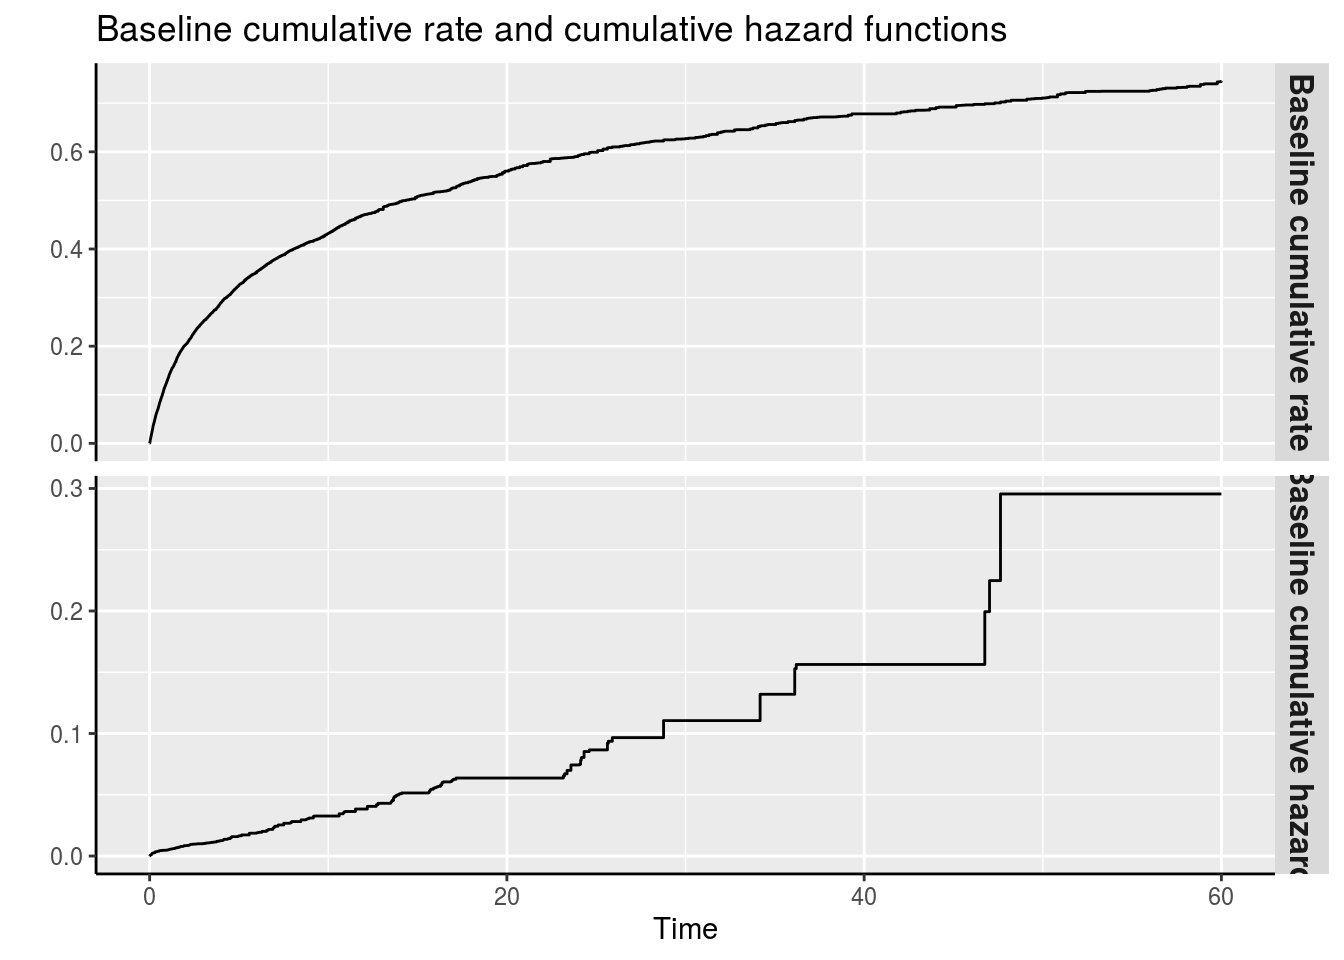 Baseline cumulative rate and cumulative hazard functions
0.6
0.4
0.2
0.0
Baseline cumulative rate
0.3
0.2
0.1
0.0
Baseline cumulative hazard
0 20 40 60
Time